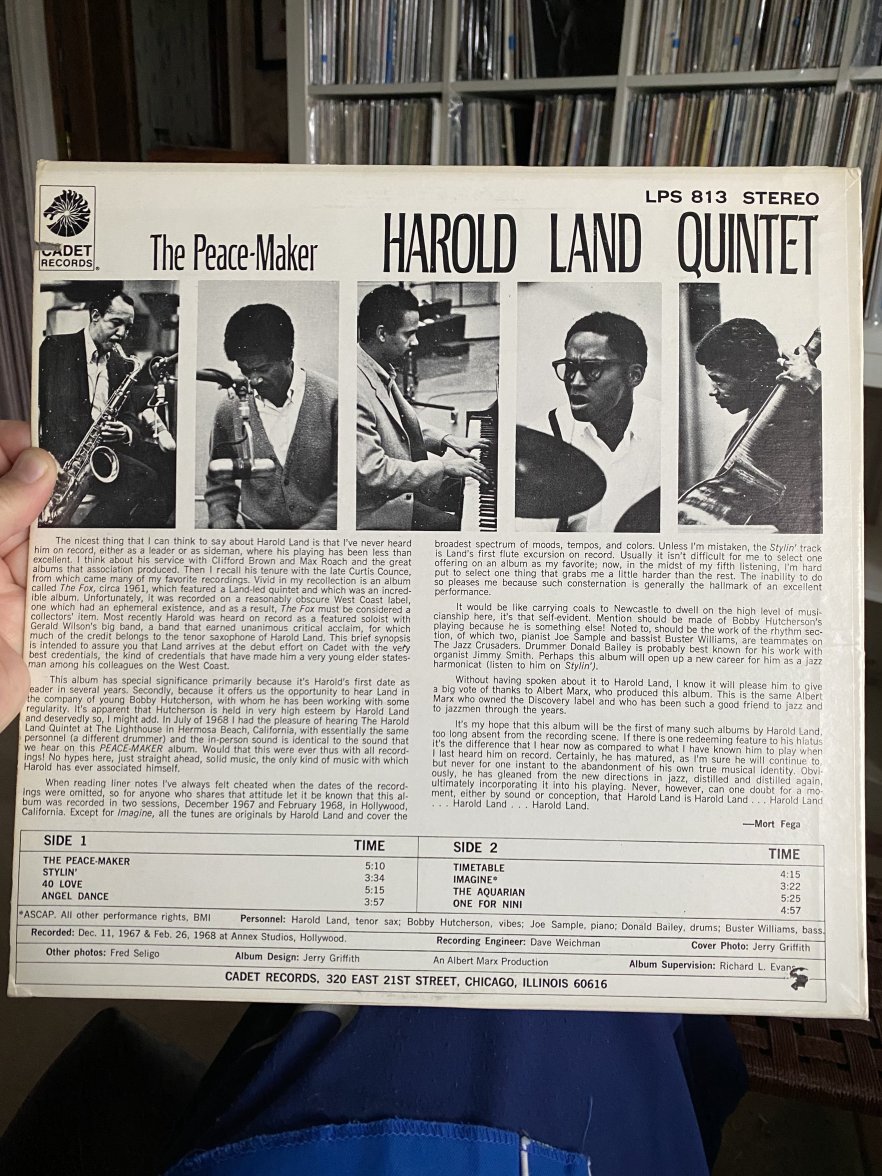 LPS 813 STEREO
CADET
RECORDS®
The Peace-Maker
HAROLD LAND QUINTET
The nicest thing that I can think to say about Harold Land is that I've never heard
him on record, either as a leader or as sideman, where his playing has been less than
excellent. I think about his service with Clifford Brown and Max Roach and the great
albums that association produced. Then I recall his tenure with the late Curtis Counce,
from which came many of my favorite recordings. Vivid in my recollection is an album
called The Fox, circa 1961, which featured a Land-led quintet and which was an incred-
ible album. Unfortunately, it was recorded on a reasonably obscure West Coast label,
one which had an ephemeral existence, and as a result, The Fox must be considered a
collectors' item. Most recently Harold was heard on record as a featured soloist with
Gerald Wilson's big band, a band that earned unanimous critical acclaim, for which
much of the credit belongs to the tenor saxophone of Harold Land. This brief synopsis
is intended to assure you that Land arrives at the debut effort on Cadet with the very
best credentials, the kind of credentials that have made him a very young elder states-
man among his colleagues on the West Coast.
This album has special significance primarily because it's Harold's first date as
leader in several years. Secondly, because it offers us the opportunity to hear Land in
the company of young Bobby Hutcherson, with whom he has been working with some
regularity. It's apparent that Hutcherson is held in very high esteem by Harold Land
and deservedly so, I might add. In July of 1968 I had the pleasure of hearing The Harold
Land Quintet at The Lighthouse in Hermosa Beach, California, with essentially the same
personnel (a different drummer) and the in-person sound is identical to the sound that
we hear on this PEACE-MAKER album. Would that this were ever thus with all record-
ings! No hypes here, just straight ahead, solid music, the only kind of music with which
Harold has ever associated himself.
When reading liner notes I've always felt cheated when the dates of the record-
ings were omitted, so for anyone who shares that attitude let it be known that this al-
bum was recorded in two sessions, December 1967 and February 1968, in Hollywood,
California. Except for Imagine, all the tunes are originals by Harold Land and cover the
broadest spectrum of moods, tempos, and colors. Unless I'm mistaken, the Stylin' track
is Land's first flute excursion on record. Usually it isn't difficult for me to select one
offering on an album as my favorite; now, in the midst of my fifth listening, I'm hard
put to select one thing that grabs me a little harder than the rest. The inability to do
so pleases me because such consternation is generally the hallmark of an excellent
performance.
It would be like carrying coals to Newcastle to dwell on the high level of musi-
cianship here, it's that self-evident. Mention should be made of Bobby Hutcherson's
playing because he is something else! Noted to, should be the work of the rhythm sec-
tion, of which two, pianist Joe Sample and bassist Buster Williams, are teammates on
The Jazz Crusaders. Drummer Donald Bailey is probably best known for his work with
organist Jimmy Smith. Perhaps this album will open up a new career for him as a jazz
harmonicat (listen to him on Stylin').
Without having spoken about it to Harold Land, I know it will please him to give
a big vote of thanks to Albert Marx, who produced this album. This is the same Albert
Marx who owned the Discovery label and who has been such a good friend to jazz and
to jazzmen through the years.
It's my hope that this album will be the first of many such albums by Harold Land,
too long absent from the recording scene. If there is one redeeming feature to his hiatus
it's the difference that I hear now as compared to what I have known him to play when
I last heard him on record. Certainly, he has matured, as I'm sure he will continue to,
but never for one instant to the abandonment of his own true musical identity. Obvi-
ously, he has gleaned from the new directions in jazz, distilled and distilled again,
ultimately incorporating it into his playing. Never, however, can one doubt for a mo-
ment, either by sound or conception, that Harold Land is Harold Land . . . Harold Land
. . . Harold Land . . . Harold Land.
—Mort Fega
SIDE 1 TIME
THE PEACE-MAKER 5:10
STYLIN' 3:34
40 LOVE 5:15
ANGEL DANCE 3:57
SIDE 2 TIME
TIMETABLE 4:15
IMAGINE* 3:22
THE AQUARIAN 5:25
ONE FOR NINI 4:57
*ASCAP. All other performance rights, BMI Personnel: Harold Land, tenor sax; Bobby Hutcherson, vibes; Joe Sample, piano; Donald Bailey, drums; Buster Williams, bass.
Recorded: Dec. 11, 1967 & Feb. 26, 1968 at Annex Studios, Hollywood. Recording Engineer: Dave Weichman Cover Photo: Jerry Griffith
Other photos: Fred Seligo Album Design: Jerry Griffith An Albert Marx Production Album Supervision: Richard L. Evans
CADET RECORDS, 320 EAST 21ST STREET, CHICAGO, ILLINOIS 60616